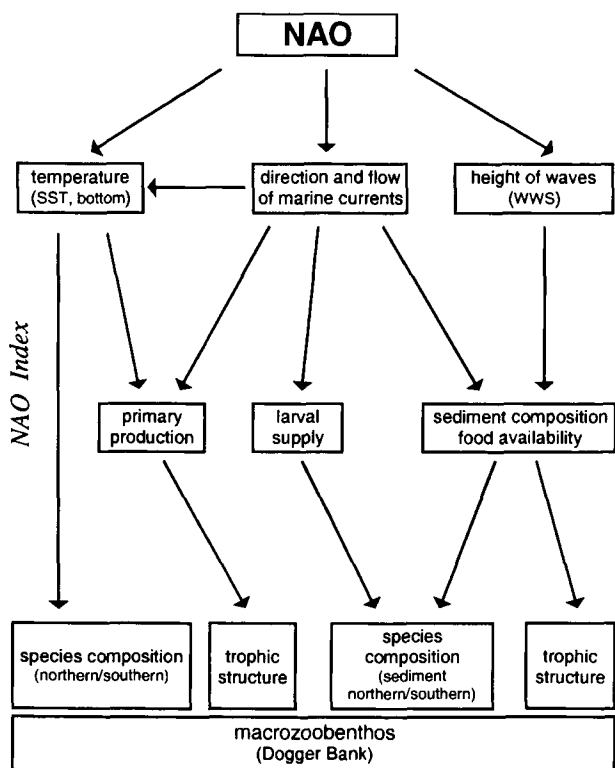 NAO
temperature
(SST, bottom)
direction and flow
of marine currents
height of waves
(WWS)
NAO Index
primary
production
larval
supply
sediment composition
food availability
species composition
(northern/southern)
trophic
structure
species
composition
(sediment
northern/southern)
trophic
structure
macrozoobenthos
(Dogger Bank)